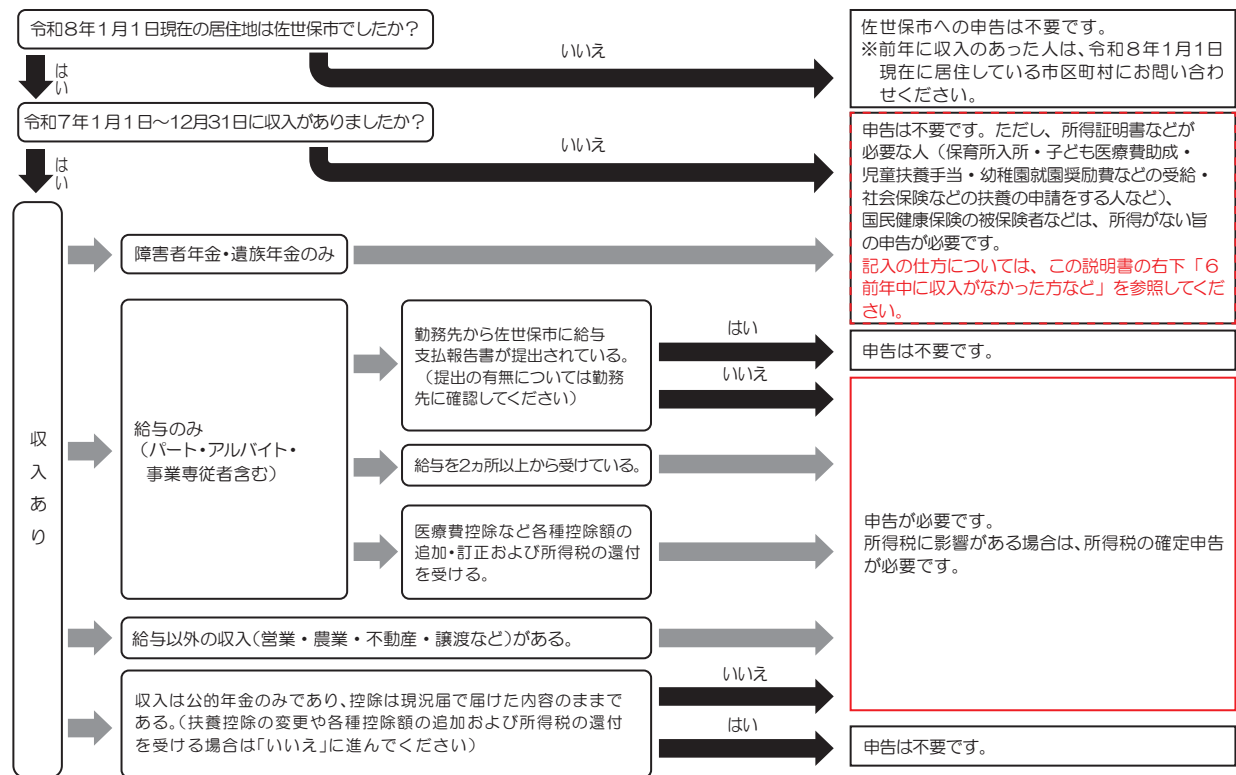 令和8年1月1日現在の居住地は佐世保市でしたか？
いいえ
はい
佐世保市への申告は不要です。
※前年に収入のあった人は、令和8年1月1日
現在に居住している市区町村にお問い合わ
せください。
令和7年1月1日～12月31日に収入がありましたか？
いいえ
はい
申告は不要です。ただし、所得証明書などが
必要な人（保育所入所・子ども医療費助成・
児童扶養手当・幼稚園就園奨励費などの受給・
社会保険などの扶養の申請をする人など）、
国民健康保険の被保険者などは、所得がない旨
の申告が必要です。
記入の仕方については、この説明書の右下「6
前年中に収入がなかった方など」を参照してくだ
さい。
収入あり
障害者年金・遺族年金のみ
給与のみ
（パート・アルバイト・
事業専従者含む）
勤務先から佐世保市に給与
支払報告書が提出されている。
（提出の有無については勤務
先に確認してください）
はい
申告は不要です。
いいえ
給与を2ヵ所以上から受けている。
医療費控除など各種控除額の
追加・訂正および所得税の還付
を受ける。
申告が必要です。
所得税に影響がある場合は、所得税の確定申告
が必要です。
給与以外の収入（営業・農業・不動産・譲渡など）がある。
収入は公的年金のみであり、控除は現況届で届けた内容のままで
ある。（扶養控除の変更や各種控除額の追加および所得税の還付
を受ける場合は「いいえ」に進んでください）
いいえ
はい
申告は不要です。